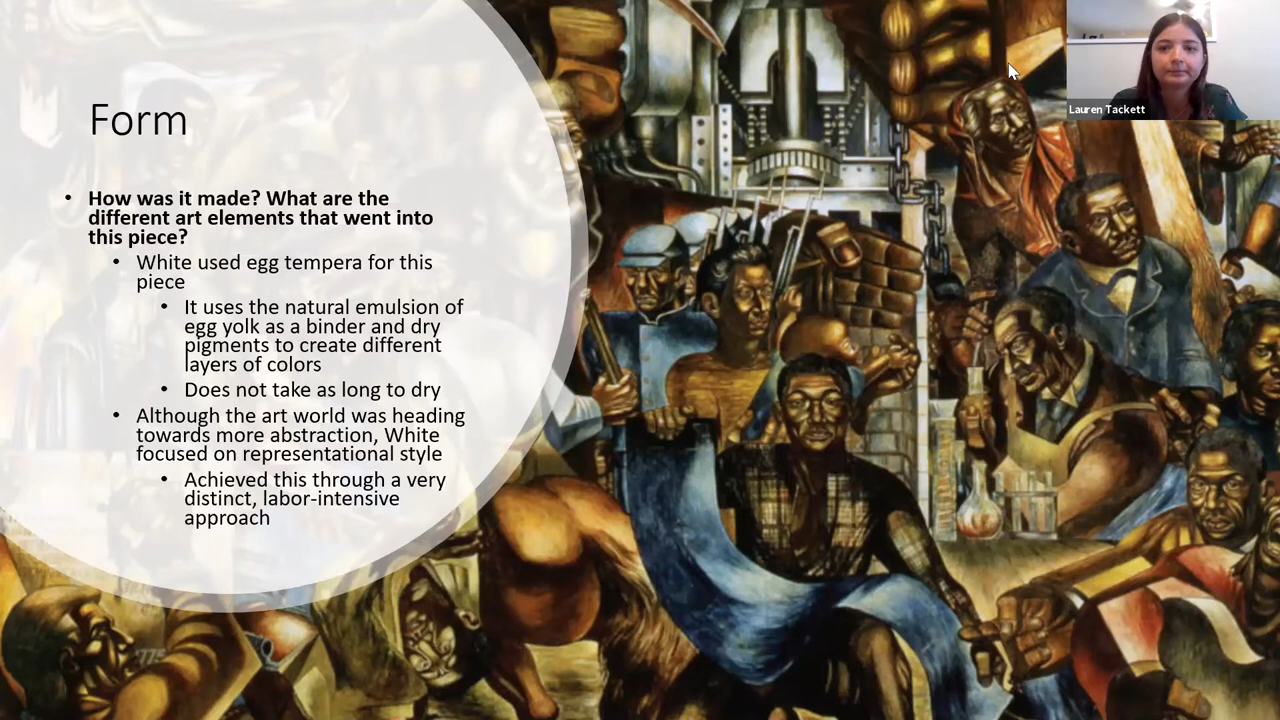 Form
• How was it made? What are the
different art elements that went into
this piece?
• White used egg tempera for this
piece
• It uses the natural emulsion of
egg yolk as a binder and dry
pigments to create different
layers of colors
• Does not take as long to dry
• Although the art world was heading
towards more abstraction, White
focused on representational style
• Achieved this through a very
distinct, labor-intensive
approach
Lauren Tackett